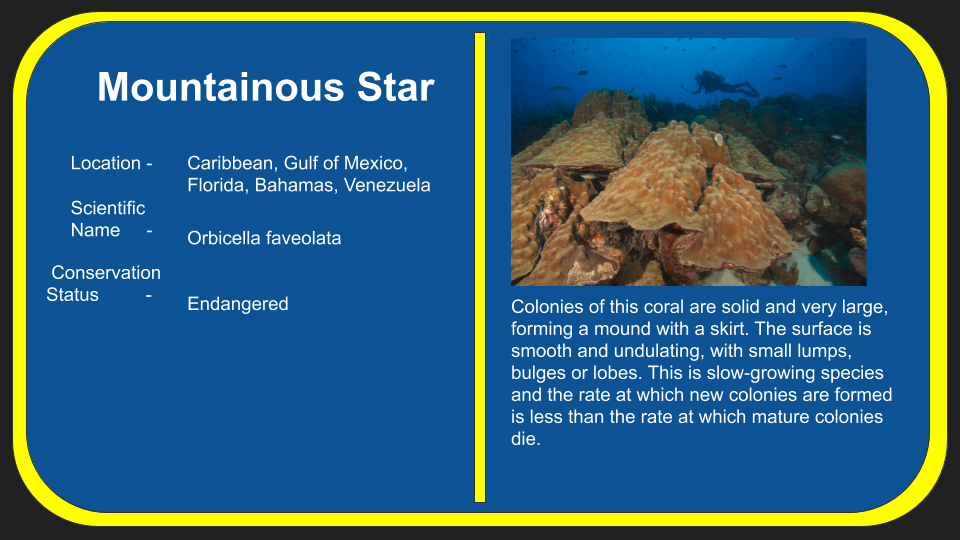 Mountainous Star
Location - Caribbean, Gulf of Mexico,
Florida, Bahamas, Venezuela
Scientific
Name - Orbicella faveolata
Conservation
Status - Endangered
Colonies of this coral are solid and very large,
forming a mound with a skirt. The surface is
smooth and undulating, with small lumps,
bulges or lobes. This is slow-growing species
and the rate at which new colonies are formed
is less than the rate at which mature colonies
die.